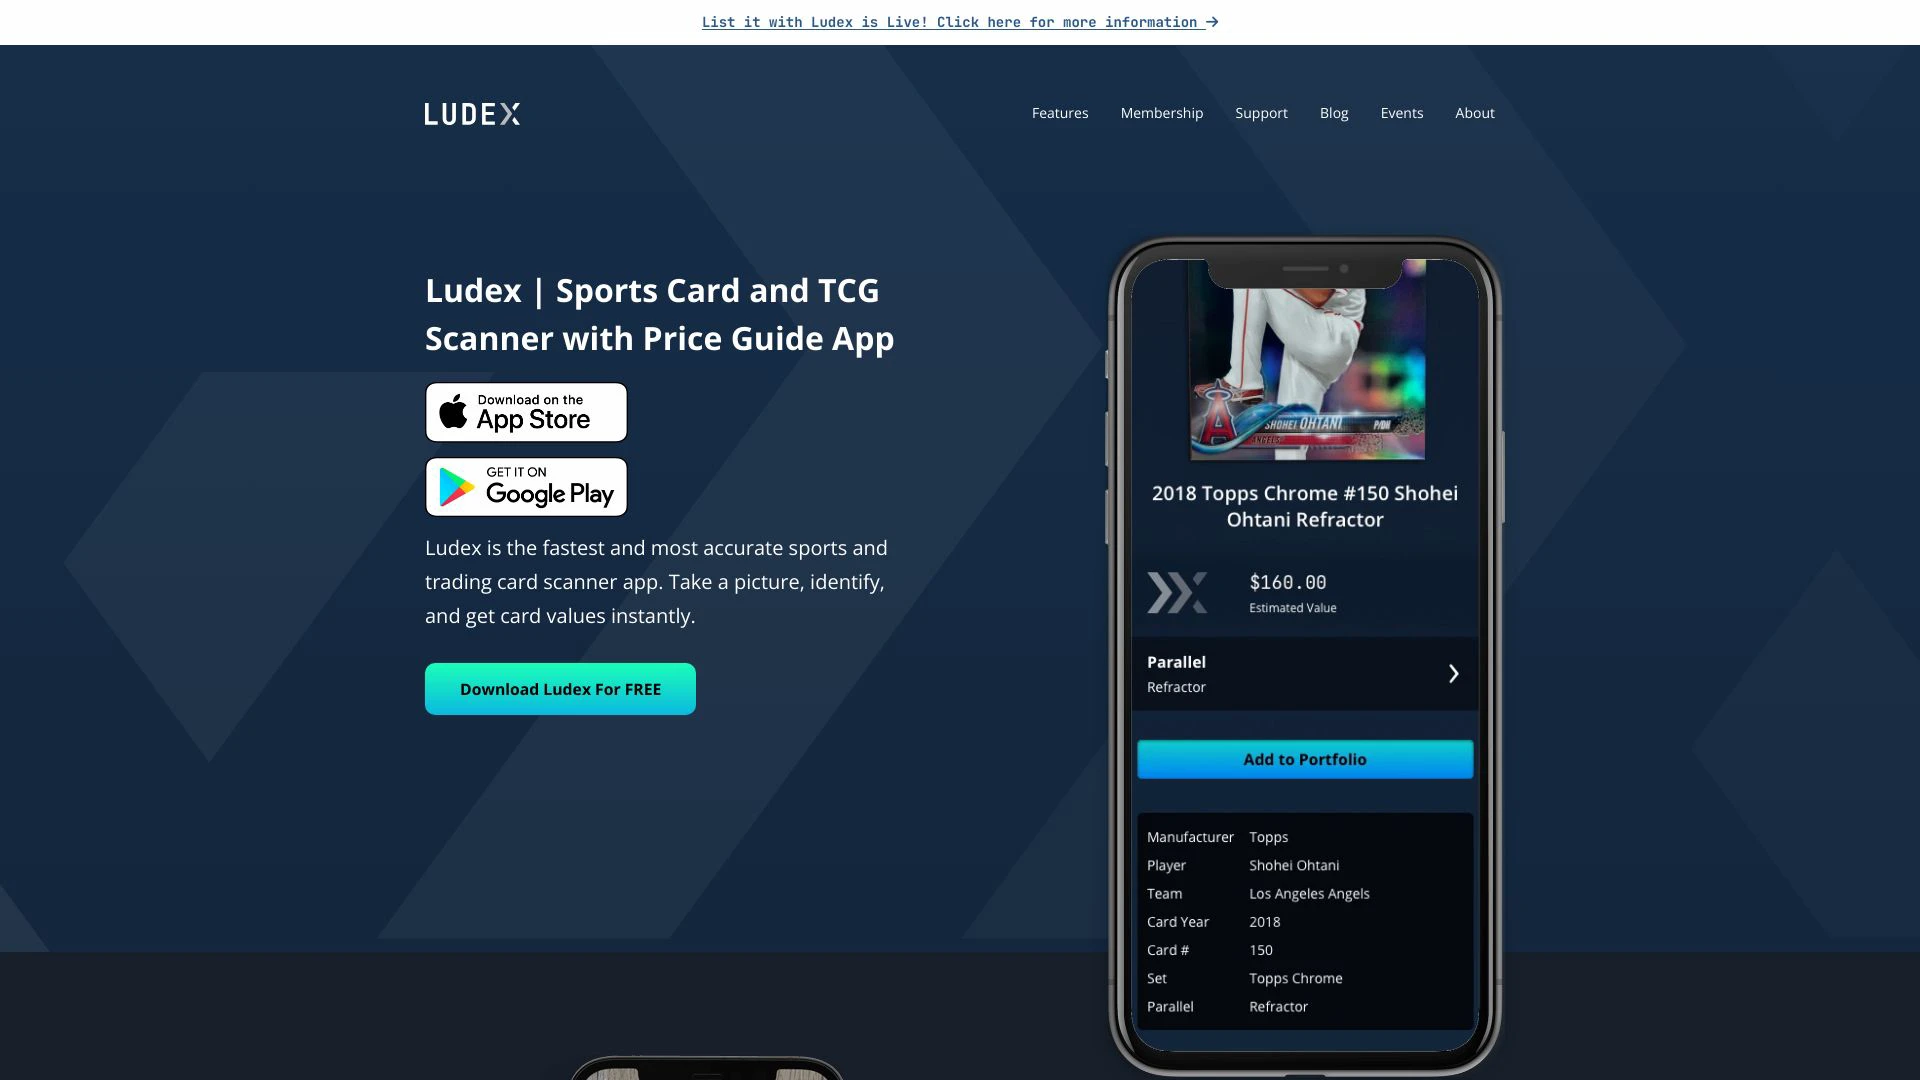 List it with Ludex is Live! Click here for more information →
LUDEX
Features
Membership
Support
Blog
Events
About
Ludex | Sports Card and TCG
Scanner with Price Guide App
Download on the
App Store
GET IT ON
Google Play
Ludex is the fastest and most accurate sports and
trading card scanner app. Take a picture, identify,
and get card values instantly.
Download Ludex For FREE
SHOHEI OHTANI P/DH
ANGELS
2018 Topps Chrome #150 Shohei
Ohtani Refractor
$160.00
Estimated Value
Parallel
Refractor
Add to Portfolio
Manufacturer Topps
Player Shohei Ohtani
Team Los Angeles Angels
Card Year 2018
Card # 150
Set Topps Chrome
Parallel Refractor